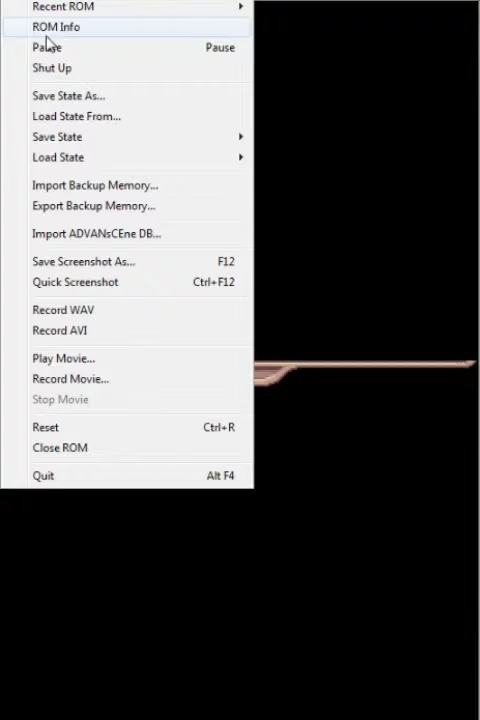 Recent ROM
ROM Info
Pause Pause
Shut Up
Save State As...
Load State From...
Save State
Load State
Import Backup Memory...
Export Backup Memory...
Import ADVANsCEne DB...
Save Screenshot As... F12
Quick Screenshot Ctrl+F12
Record WAV
Record AVI
Play Movie...
Record Movie...
Stop Movie
Reset Ctrl+R
Close ROM
Quit Alt F4